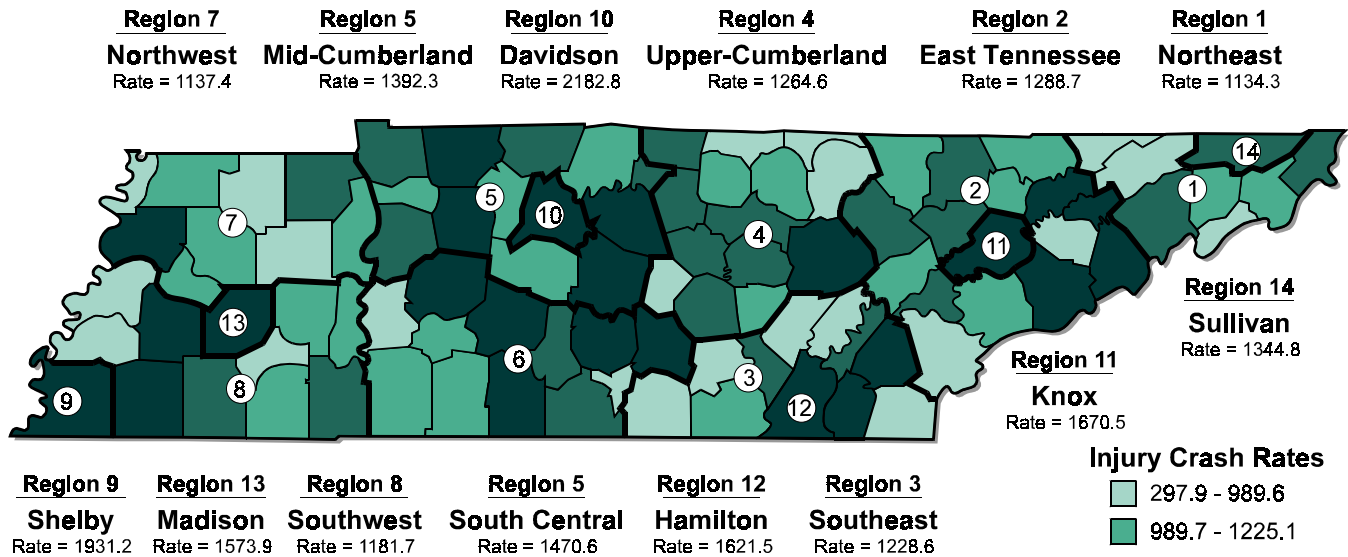 Region 7
Northwest
Rate = 1137.4
Region 5
Mid-Cumberland
Rate = 1392.3
Region 10
Davidson
Rate = 2182.8
Region 4
Upper-Cumberland
Rate = 1264.6
Region 2
East Tennessee
Rate = 1288.7
Region 1
Northeast
Rate = 1134.3
14
5
2
1
7
10
4
11
13
6
3
8
9
12
Region 14
Sullivan
Rate = 1344.8
Region 11
Knox
Rate = 1670.5
Region 9
Shelby
Rate = 1931.2
Region 13
Madison
Rate = 1573.9
Region 8
Southwest
Rate = 1181.7
Region 5
South Central
Rate = 1470.6
Region 12
Hamilton
Rate = 1621.5
Region 3
Southeast
Rate = 1228.6
Injury Crash Rates
297.9 - 989.6
989.7 - 1225.1